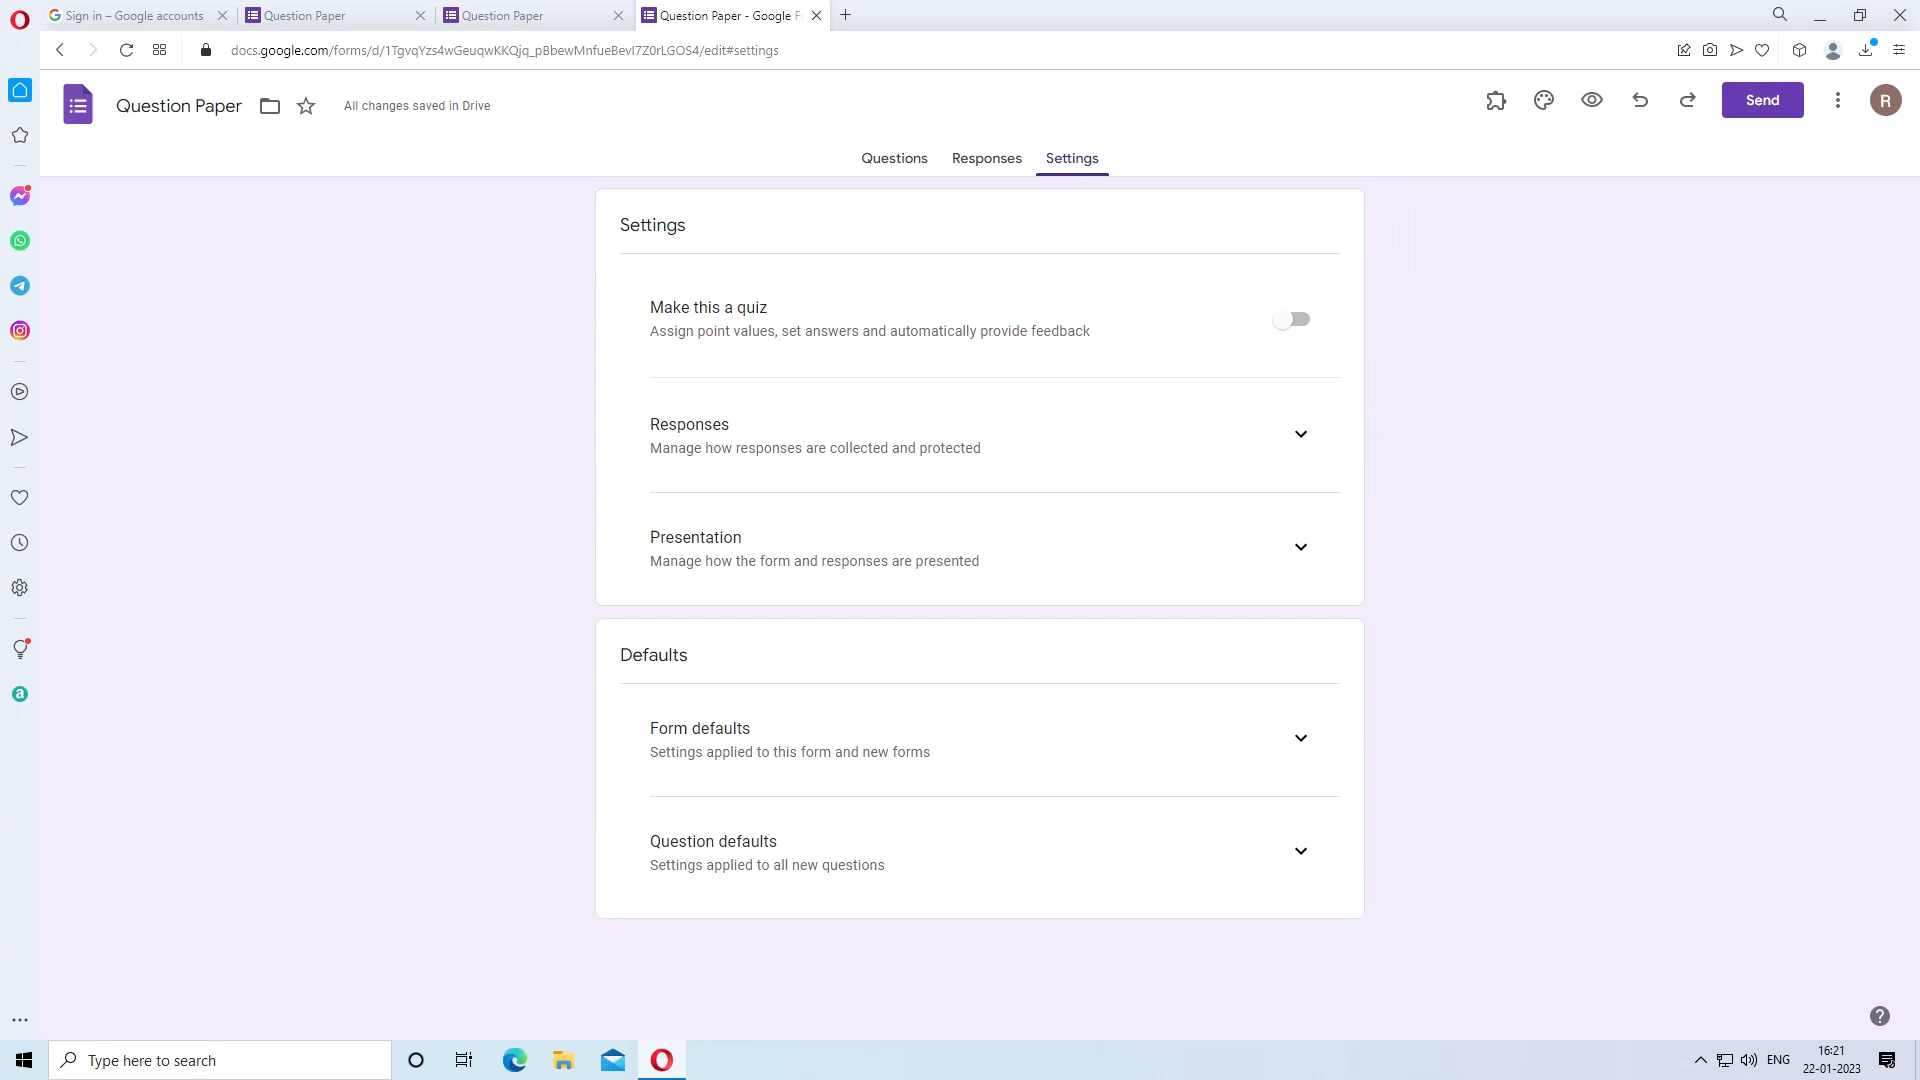 Sign in – Google accounts
Question Paper
Question Paper
Question Paper - Google F
docs.google.com/forms/d/1TgvqYzs4wGeuqwKKQjq_pBbewMnfueBevI7Z0rLGOS4/edit#settings
Question Paper
All changes saved in Drive
Send
R
Questions
Responses
Settings
Settings
Make this a quiz
Assign point values, set answers and automatically provide feedback
Responses
Manage how responses are collected and protected
Presentation
Manage how the form and responses are presented
Defaults
Form defaults
Settings applied to this form and new forms
Question defaults
Settings applied to all new questions
Type here to search
ENG
16:21
22-01-2023